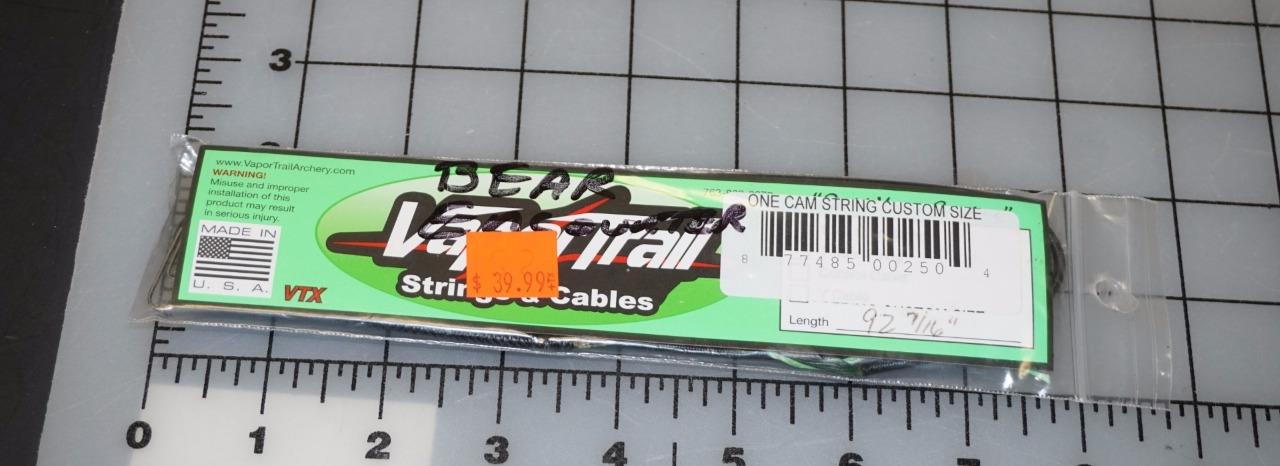 3
www.VaporTrailArchery.com
WARNING!
Misuse and improper
installation of this
product may result
in serious injury.
MADE IN
U. S. A.
VTX
BEAR
Vapor Trail
Strings & Cables
$ 39.99
ONE CAM STRING CUSTOM SIZE "
8 77485 00250 4
Length 92 7/16"
0 1 2 3 4 5 6 7